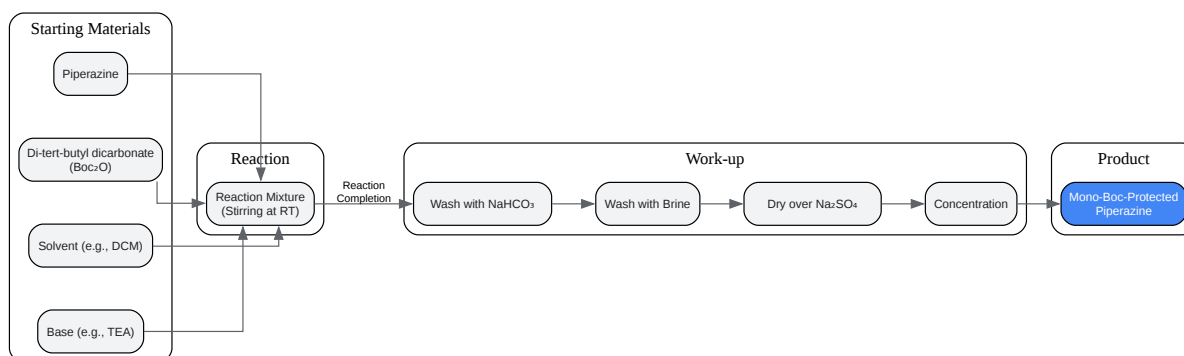 Starting Materials
Piperazine
Di-tert-butyl dicarbonate
(Boc₂O)
Solvent (e.g., DCM)
Base (e.g., TEA)
Reaction
Reaction Mixture
(Stirring at RT)
Reaction
Completion
Work-up
Wash with NaHCO₃
Wash with Brine
Dry over Na₂SO₄
Concentration
Product
Mono-Boc-Protected
Piperazine